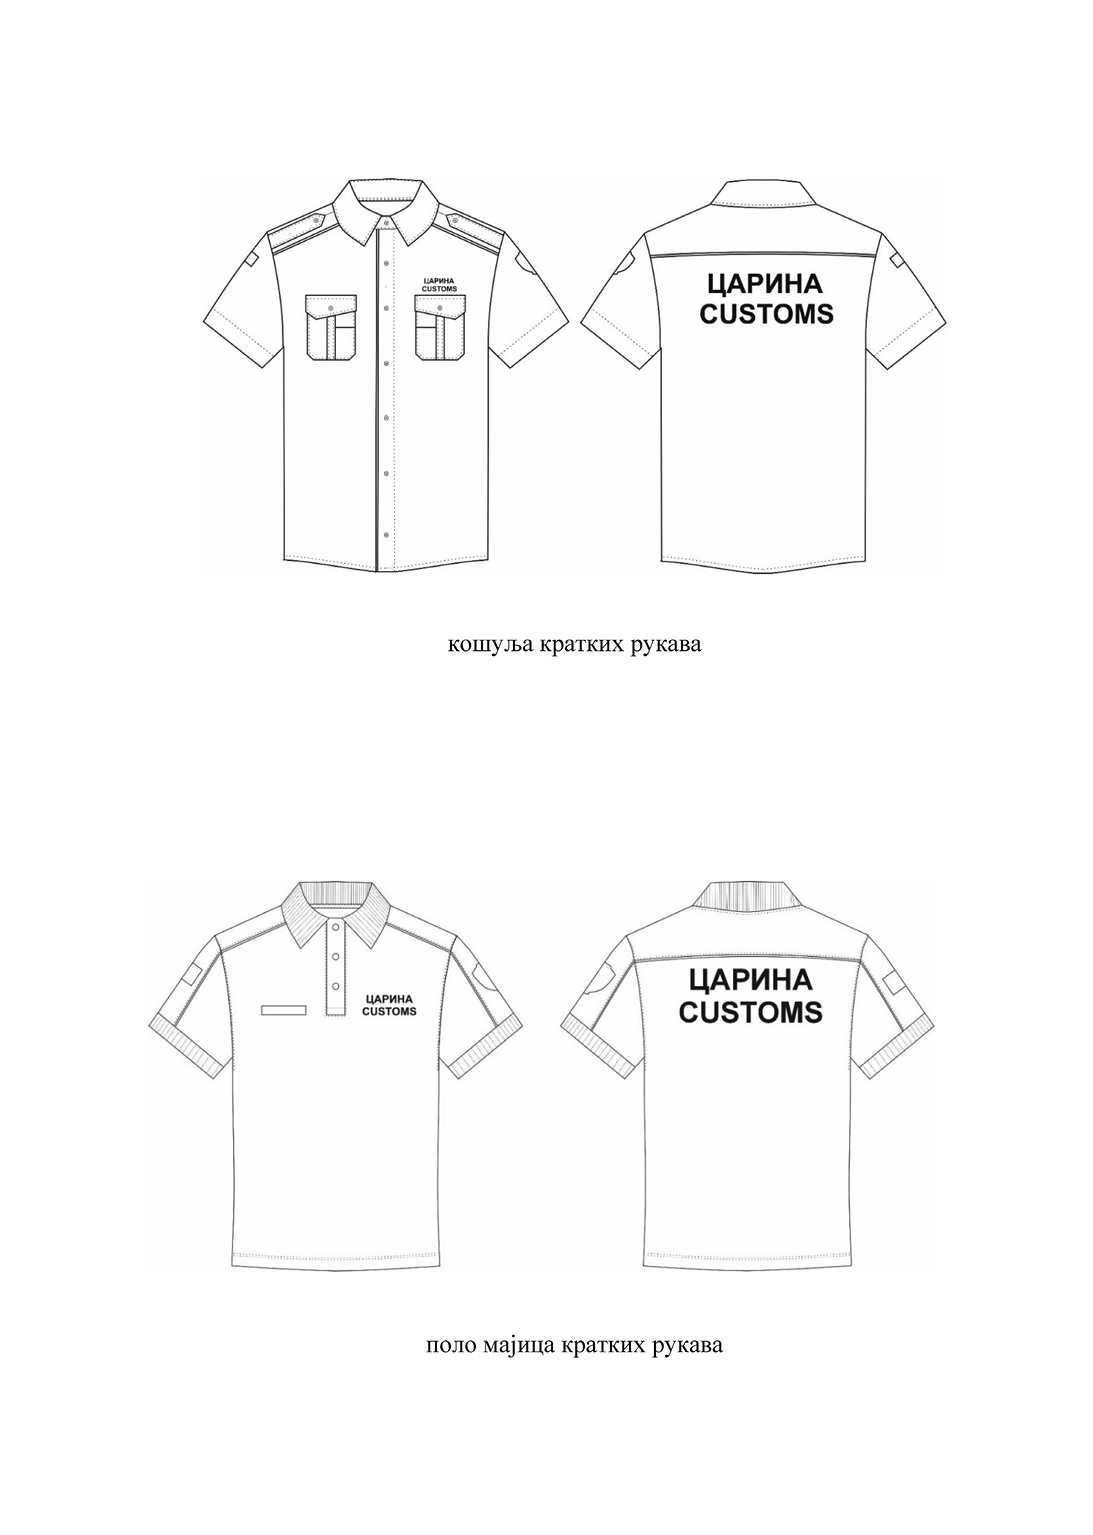 ЦАРИНА
CUSTOMS
ЦАРИНА
CUSTOMS
кошуља кратких рукава
ЦАРИНА
CUSTOMS
ЦАРИНА
CUSTOMS
поло мајица кратких рукава